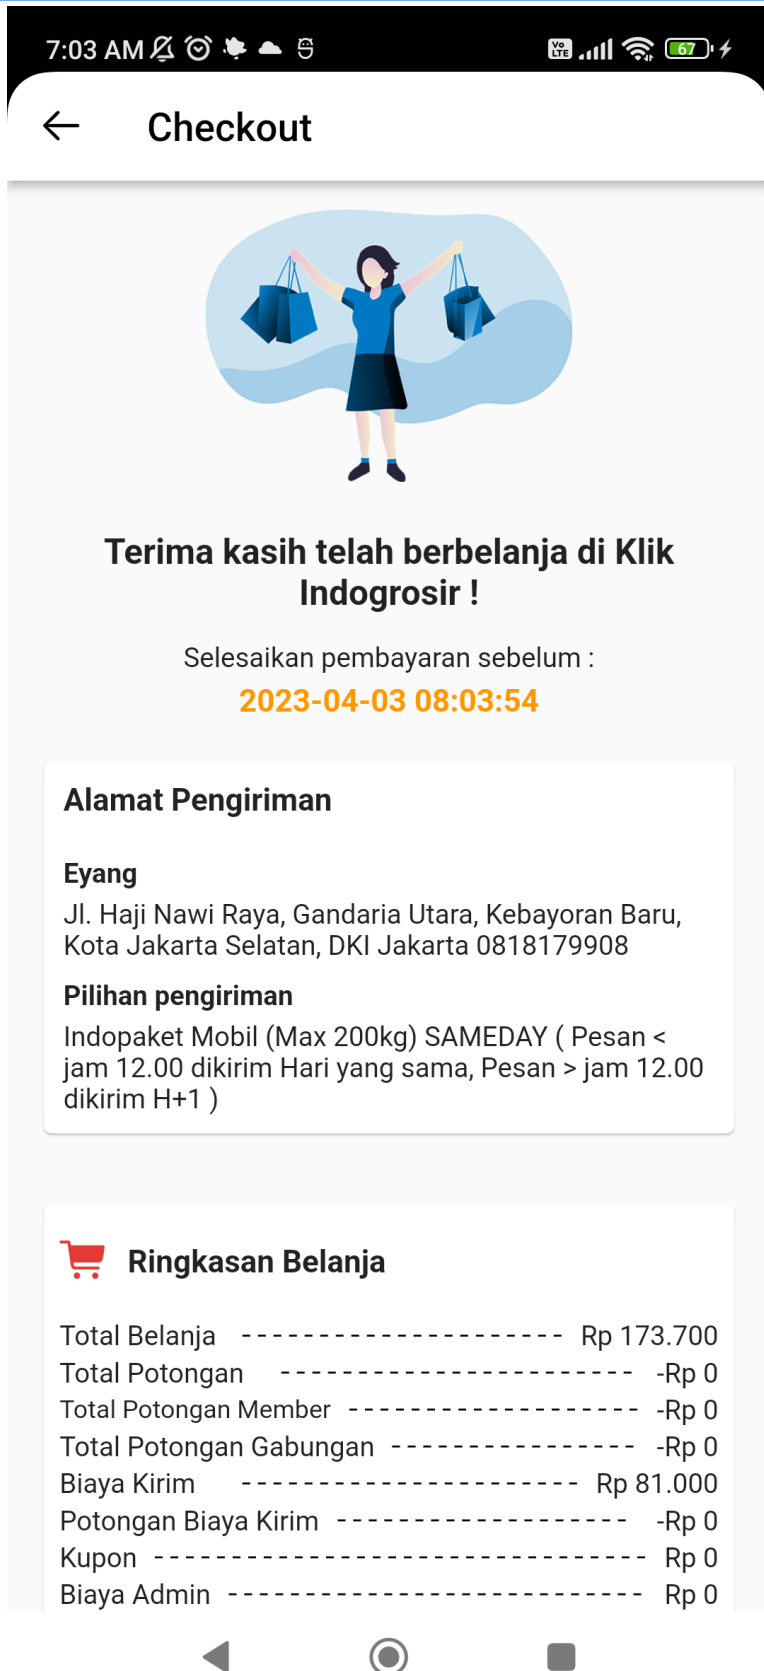 7:03 AM
Vo LTE
67
Checkout
Terima kasih telah berbelanja di Klik
Indogrosir !
Selesaikan pembayaran sebelum :
2023-04-03 08:03:54
Alamat Pengiriman
Eyang
Jl. Haji Nawi Raya, Gandaria Utara, Kebayoran Baru,
Kota Jakarta Selatan, DKI Jakarta 0818179908
Pilihan pengiriman
Indopaket Mobil (Max 200kg) SAMEDAY ( Pesan <
jam 12.00 dikirim Hari yang sama, Pesan > jam 12.00
dikirim H+1 )
Ringkasan Belanja
Total Belanja --------------------- Rp 173.700
Total Potongan ----------------------- -Rp 0
Total Potongan Member ------------------- -Rp 0
Total Potongan Gabungan ---------------- -Rp 0
Biaya Kirim ---------------------- Rp 81.000
Potongan Biaya Kirim ------------------- -Rp 0
Kupon -------------------------------- Rp 0
Biaya Admin --------------------------- Rp 0